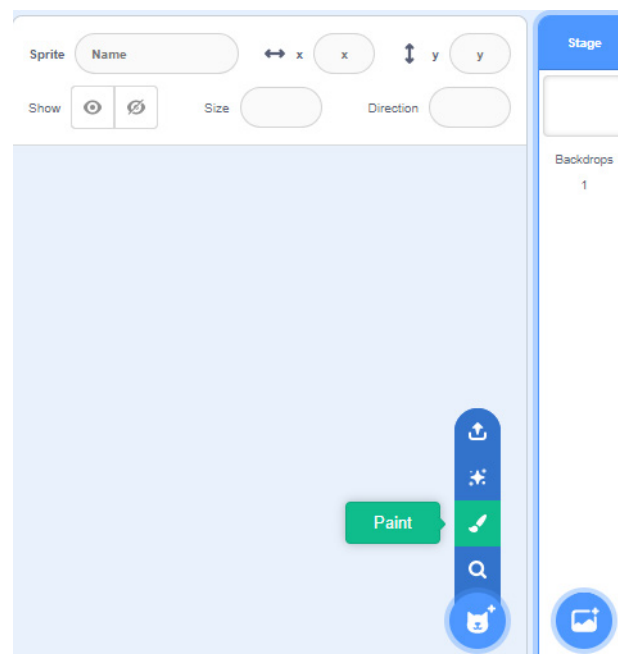 Sprite Name x x y y
Show Size Direction
Stage
Backdrops
1
Paint